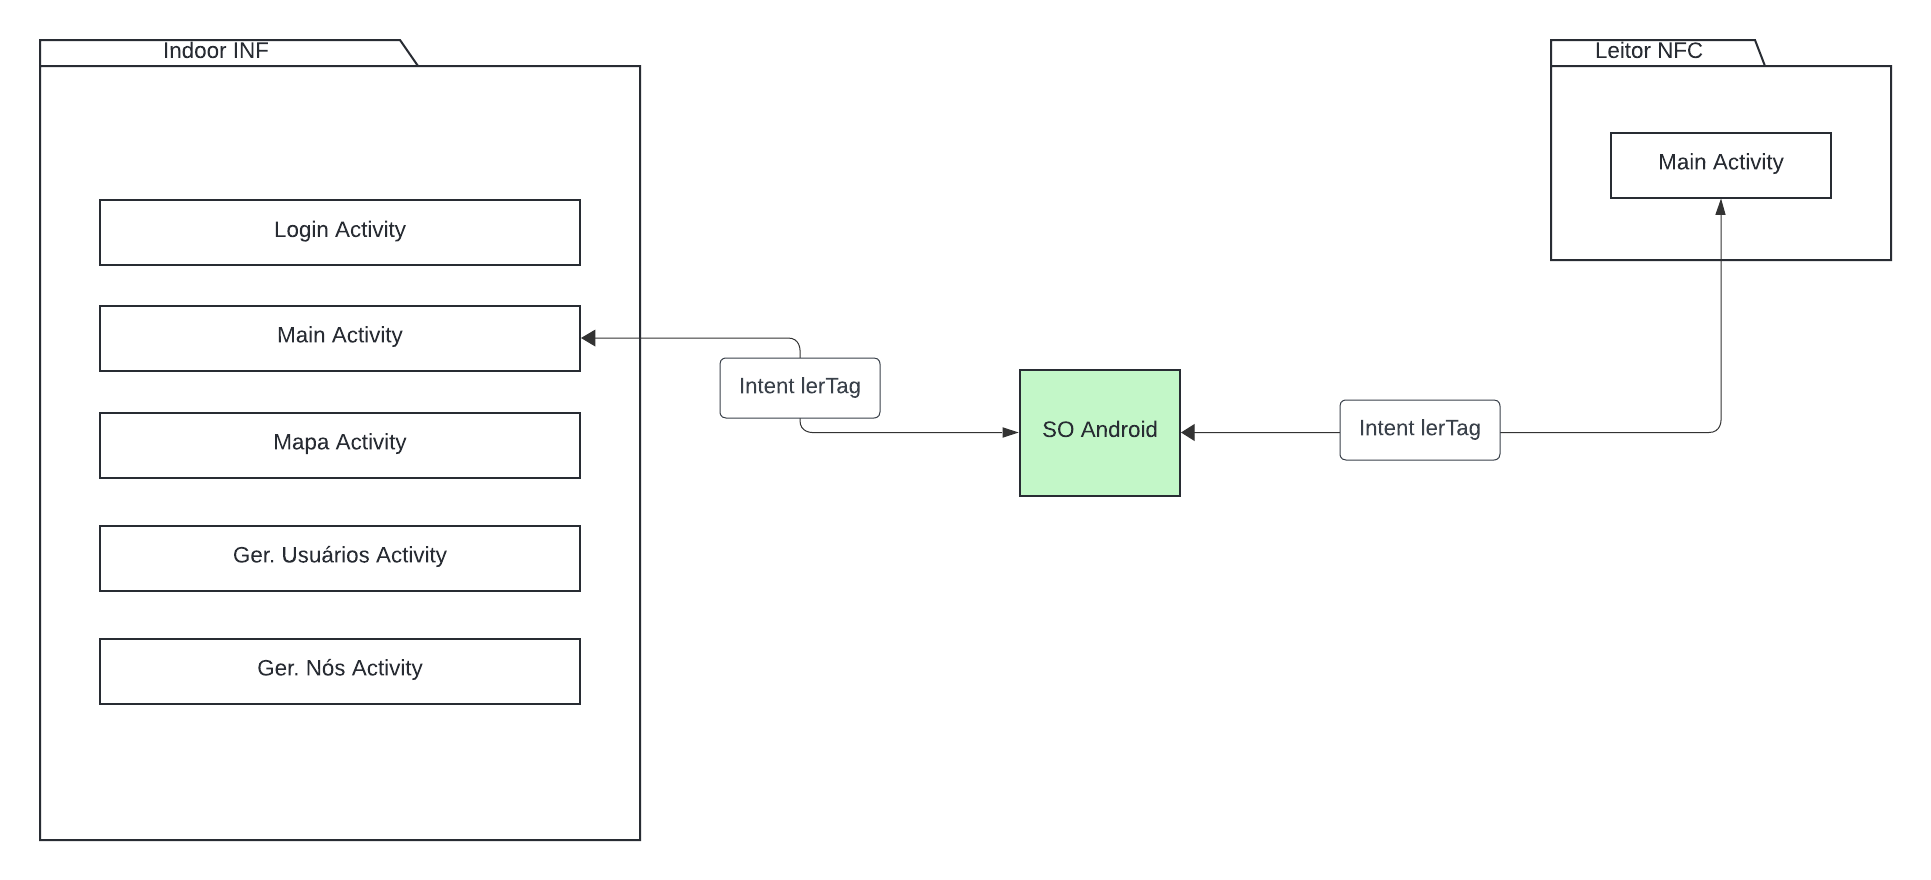 Indoor INF
Login Activity
Main Activity
Mapa Activity
Ger. Usuários Activity
Ger. Nós Activity
Intent lerTag
SO Android
Intent lerTag
Leitor NFC
Main Activity